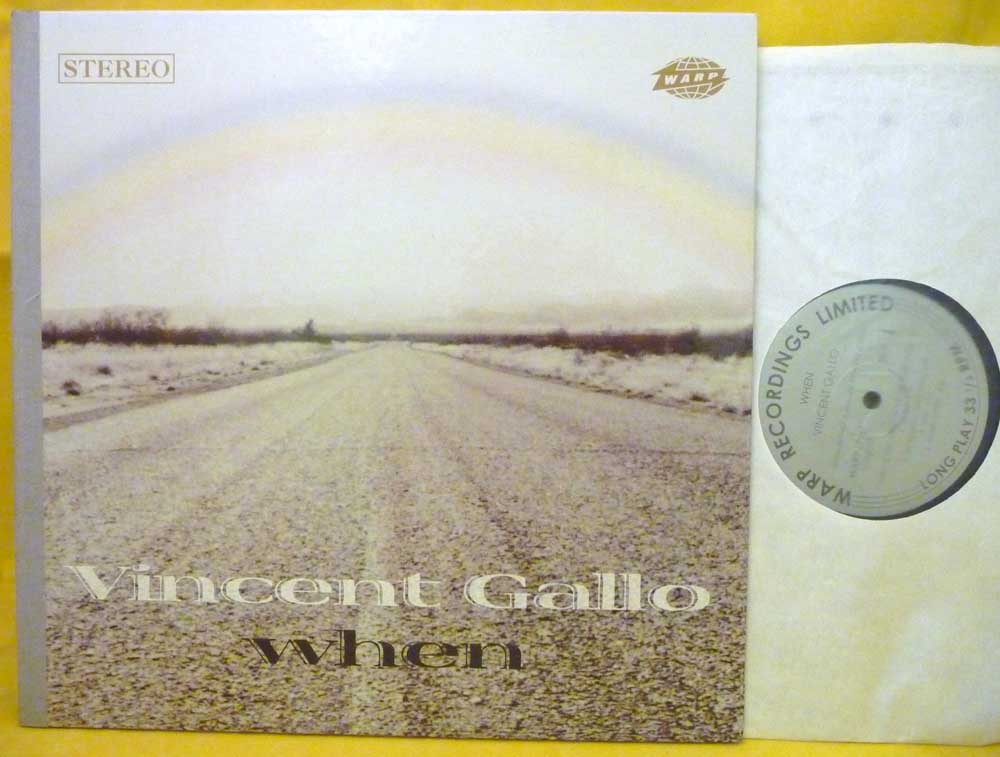 STEREO
WARP
Vincent Gallo
when
WARP RECORDINGS LIMITED
WHEN
VINCENT GALLO
LONG PLAY 33 1/3 RPM